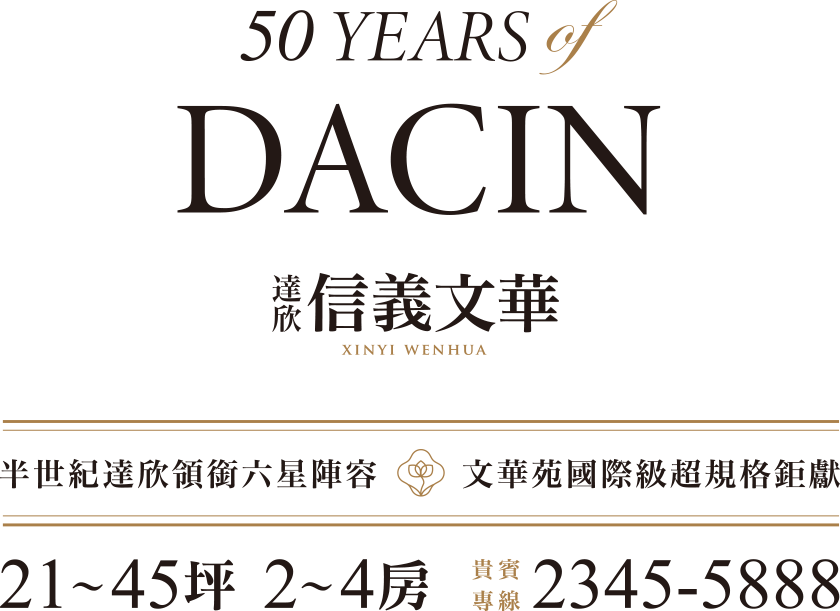 50 YEARS of
DACIN
達欣信義文華
XINYI WENHUA
半世紀達欣領銜六星陣容 文華苑國際級超規格鉅獻
21~45坪 2~4房 貴賓專線 2345-5888